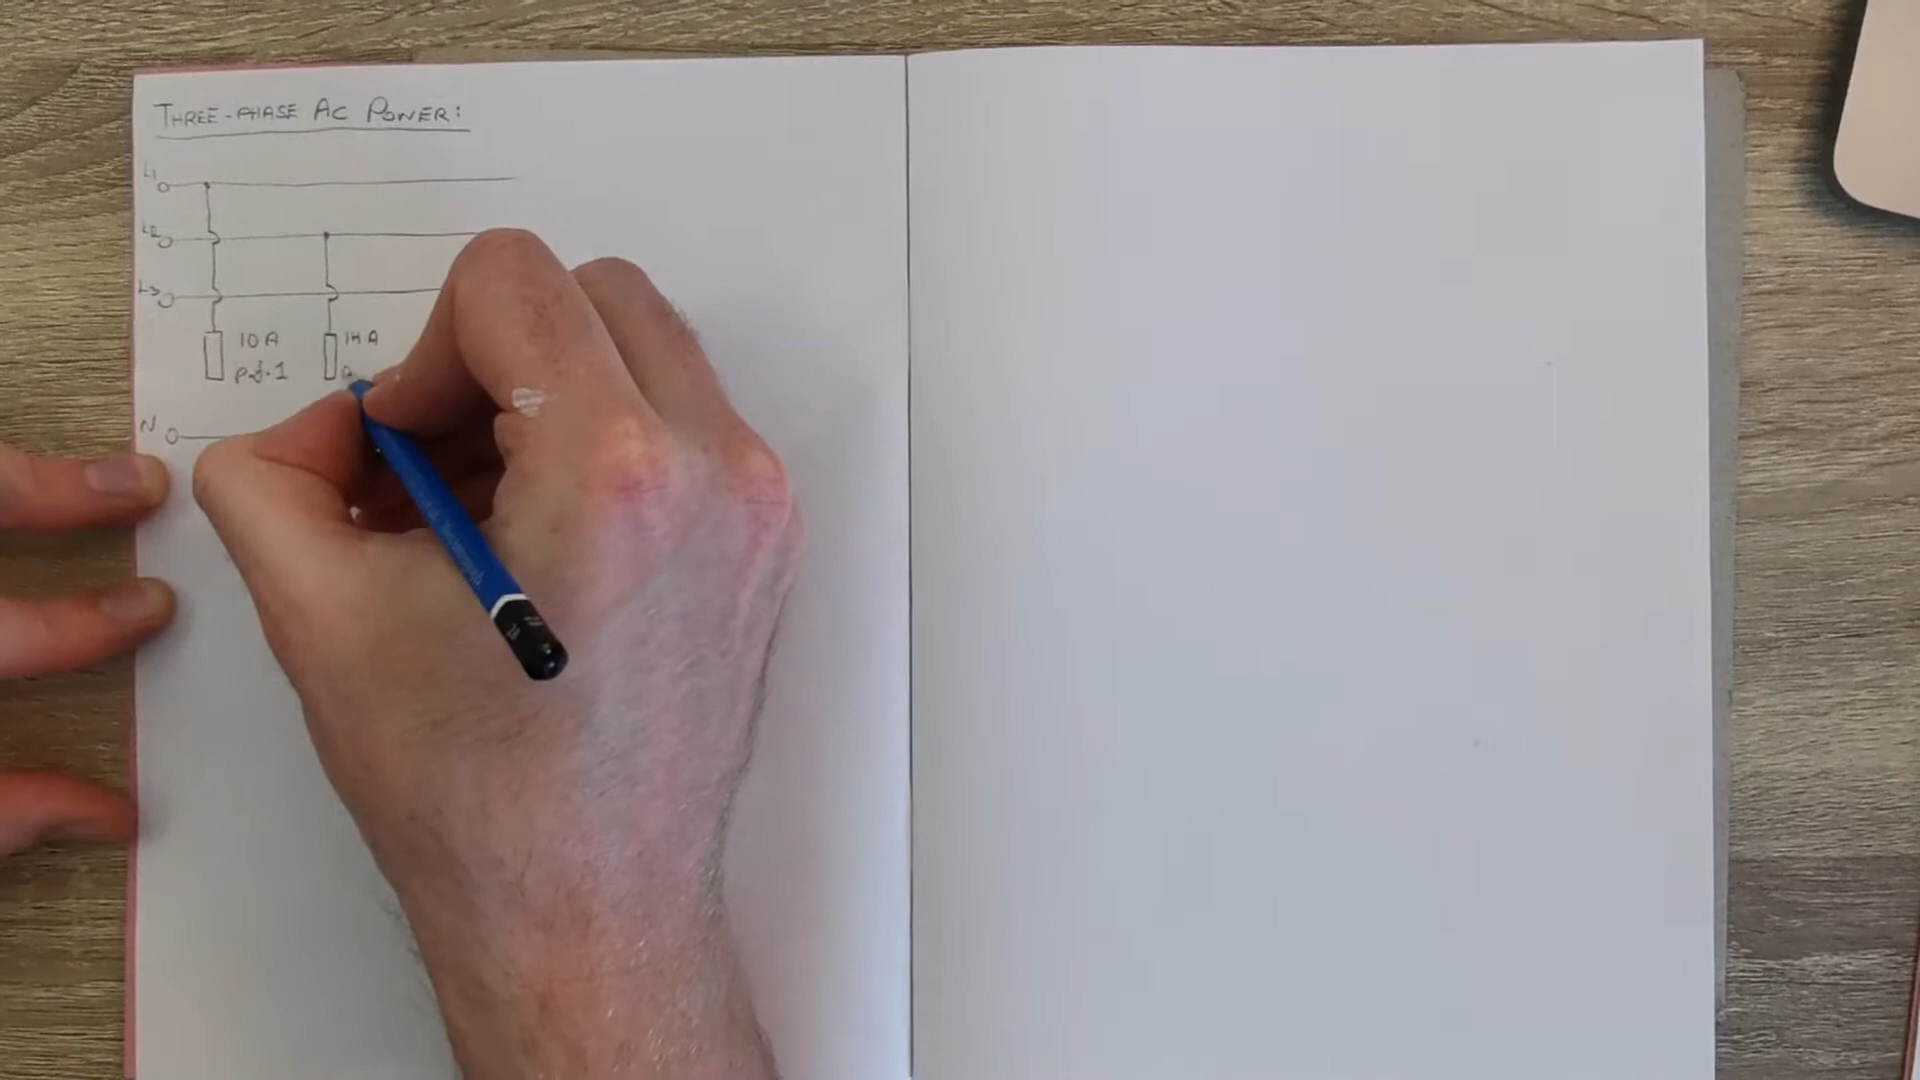 THREE-PHASE AC POWER:
L1
L2
L3
10 A
14 A
p.f. 1
N